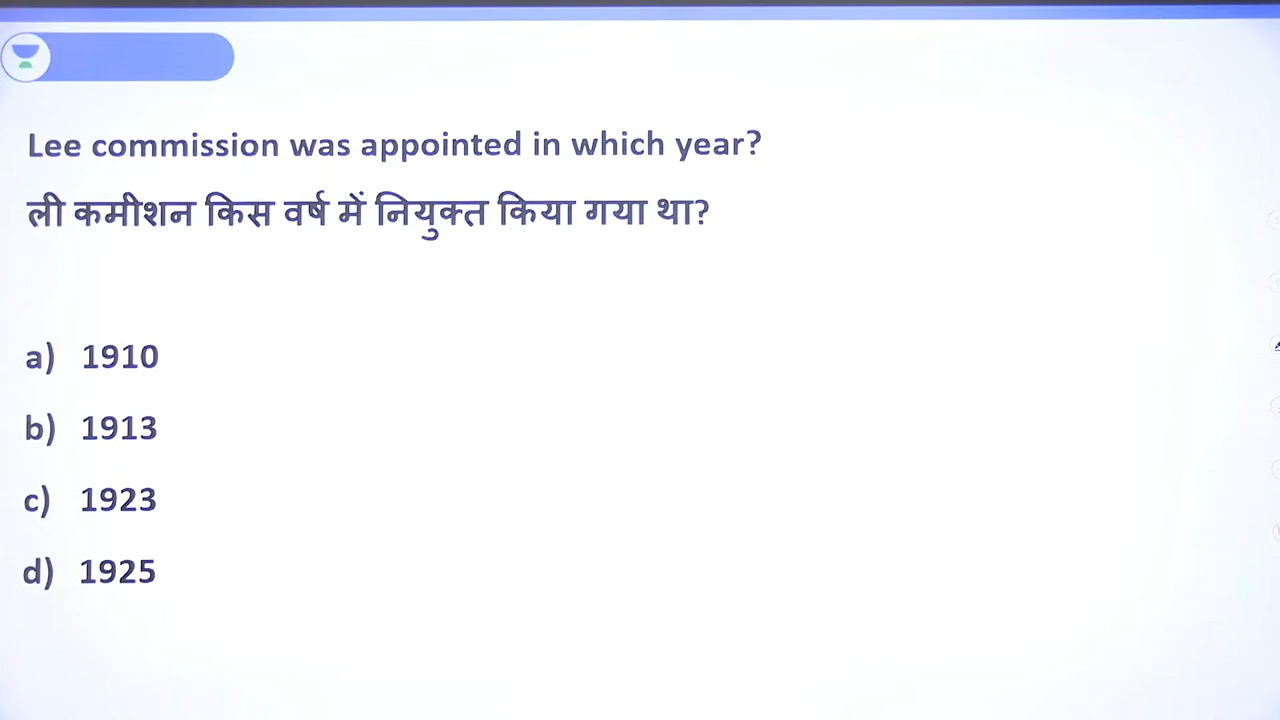 Lee commission was appointed in which year?
ली कमीशन किस वर्ष में नियुक्त किया गया था?
a) 1910
b) 1913
c) 1923
d) 1925